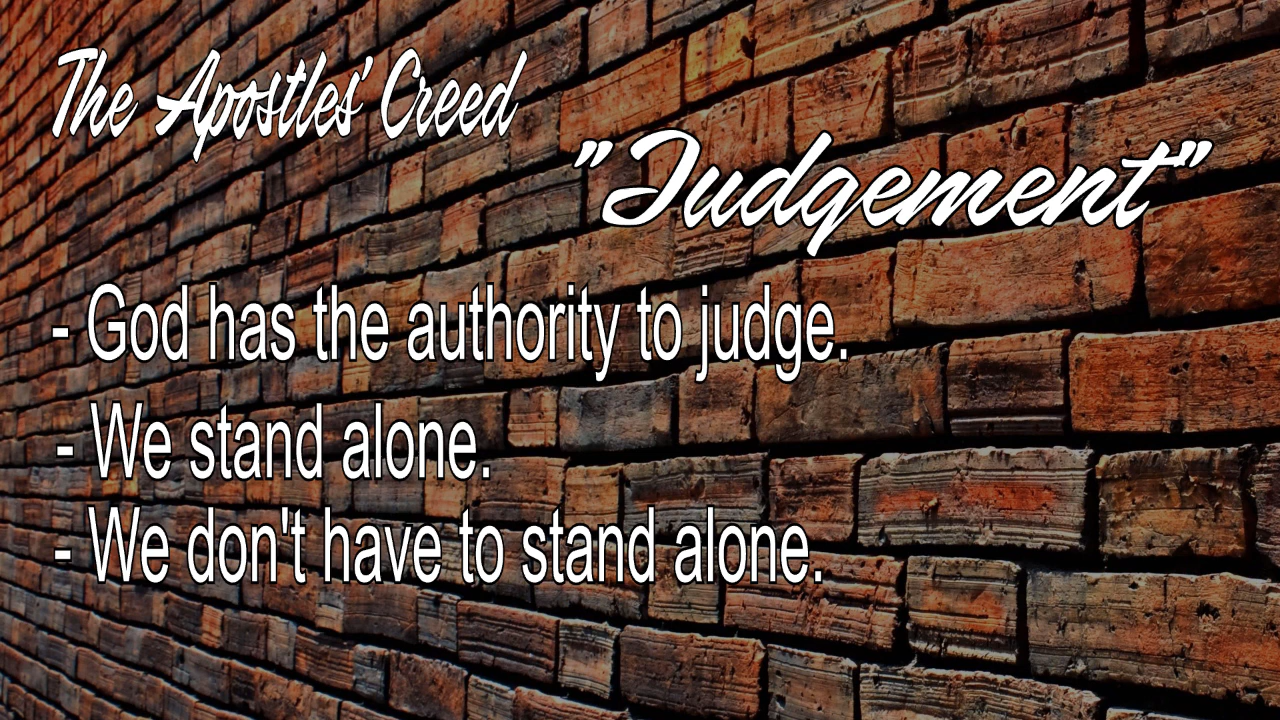 The Apostles' Creed
"Judgement"
- God has the authority to judge.
- We stand alone.
- We don't have to stand alone.